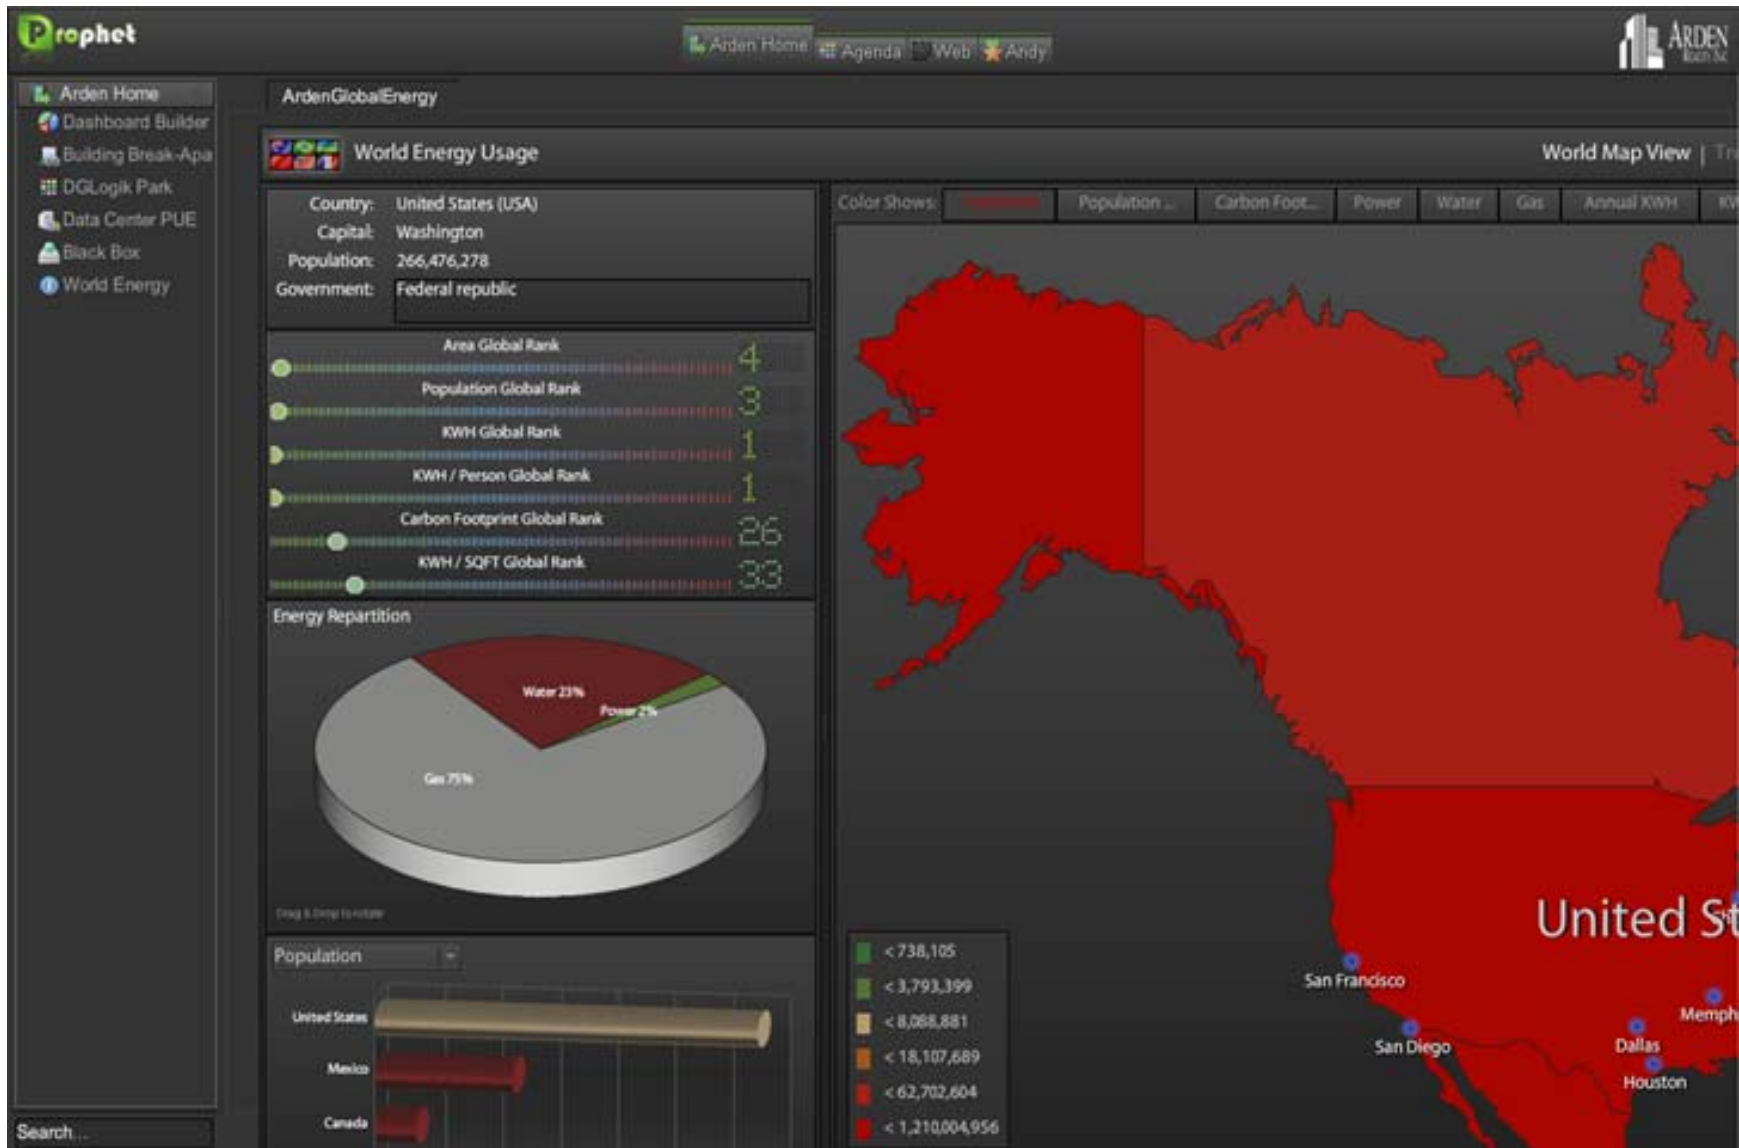 Prophet
Arden Home
Agenda
Web
Andy
ARDEN
Arden Home
Dashboard Builder
Building Break-Apa
DGLogik Park
Data Center PUE
Black Box
World Energy
Search...
ArdenGlobalEnergy
World Energy Usage
World Map View |
Country: United States (USA)
Capital: Washington
Population: 266,476,278
Government: Federal republic
Area Global Rank
4
Population Global Rank
3
KWH Global Rank
1
KWH / Person Global Rank
1
Carbon Footprint Global Rank
26
KWH / SQFT Global Rank
33
Energy Repartition
Water 23%
Power 2%
Gas 75%
Drag & Drop to rotate
Population
United States
Mexico
Canada
Color Shows:
Population ...
Carbon Foot...
Power
Water
Gas
Annual KWH
KW
United St
San Francisco
Memph
San Diego
Dallas
Houston
< 738,105
< 3,793,399
< 8,088,881
< 18,107,689
< 62,702,604
< 1,210,004,956